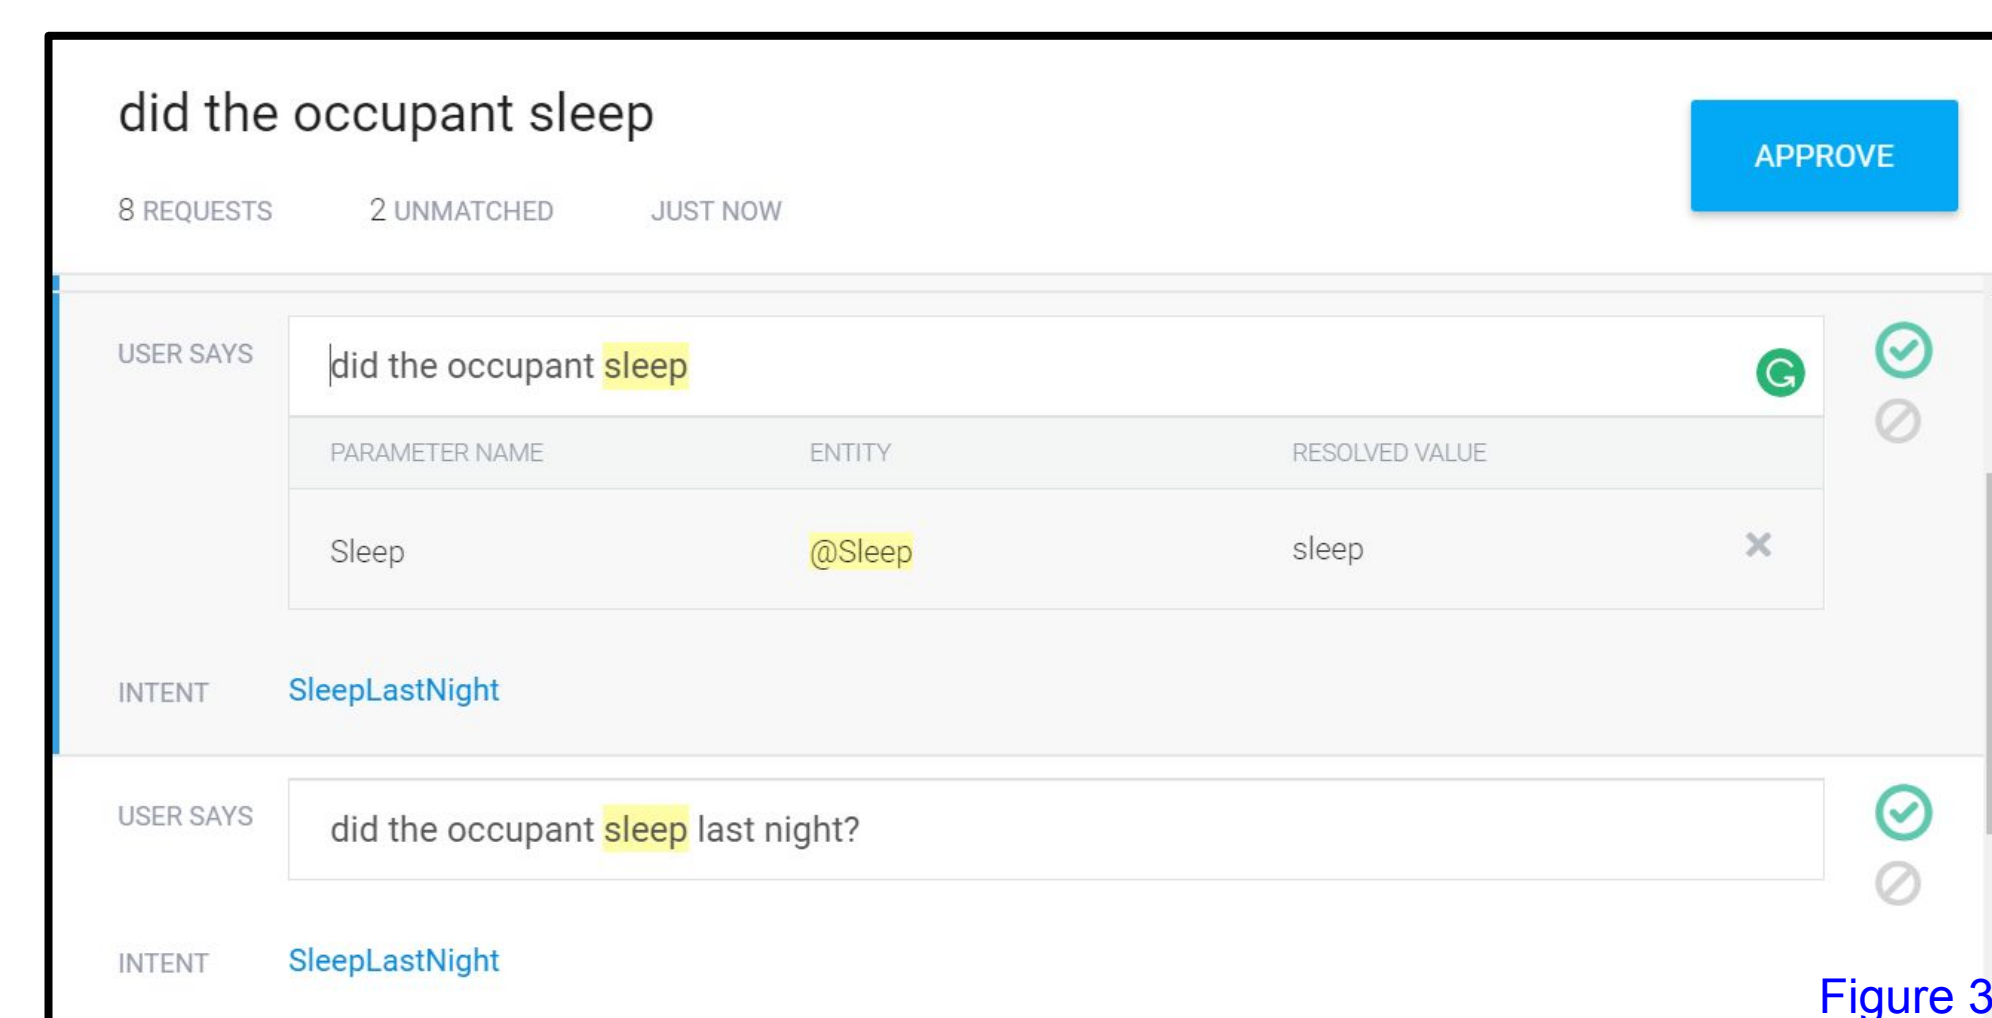 did the occupant sleep
APPROVE
8 REQUESTS 2 UNMATCHED JUST NOW
USER SAYS did the occupant sleep
PARAMETER NAME ENTITY RESOLVED VALUE
Sleep @Sleep sleep
INTENT SleepLastNight
USER SAYS did the occupant sleep last night?
INTENT SleepLastNight
Figure 3